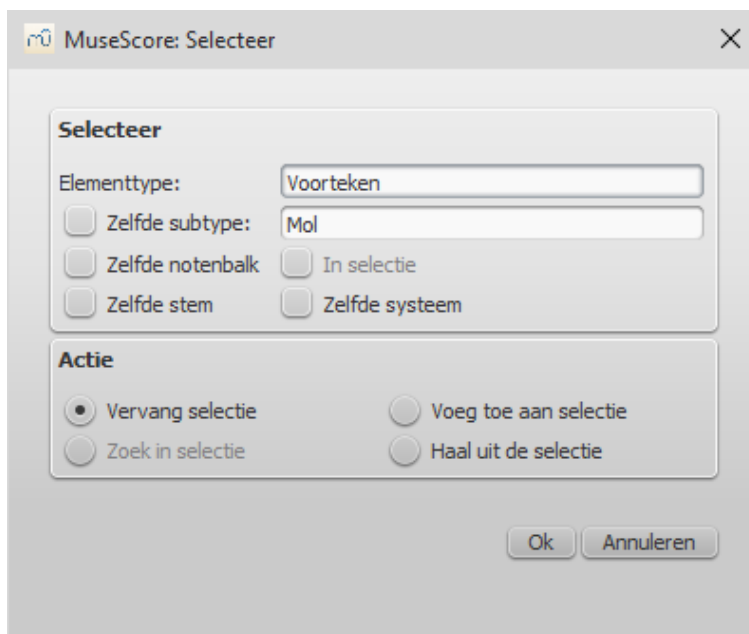 MuseScore: Selecteer
Selecteer
Elementtype: Voorteken
Zelfde subtype: Mol
Zelfde notenbalk In selectie
Zelfde stem Zelfde systeem
Actie
Vervang selectie Voeg toe aan selectie
Zoek in selectie Haal uit de selectie
Ok Annuleren